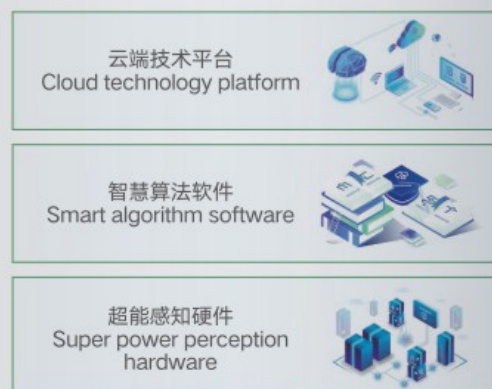 云端技术平台
Cloud technology platform
智慧算法软件
Smart algorithm software
超能感知硬件
Super power perception
hardware